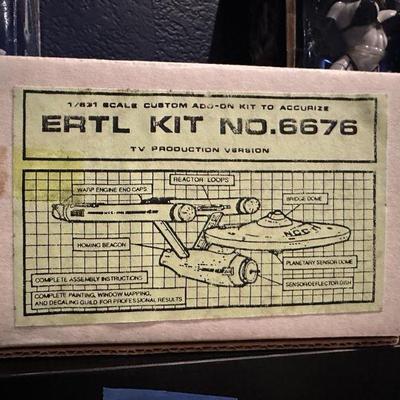 1/631 SCALE CUSTOM ADD-ON KIT TO ACCURIZE
ERTL KIT NO.6676
TV PRODUCTION VERSION
REACTOR LOOPS
WARP ENGINE END CAPS
BRIDGE DOME
NCC-1
HOMING BEACON
PLANETARY SENSOR DOME
COMPLETE ASSEMBLY INSTRUCTIONS
SENSOR/DEFLECTOR DISH
COMPLETE PAINTING, WINDOW MAPPING,
AND DECALING GUILD FOR PROFESSIONAL RESULTS